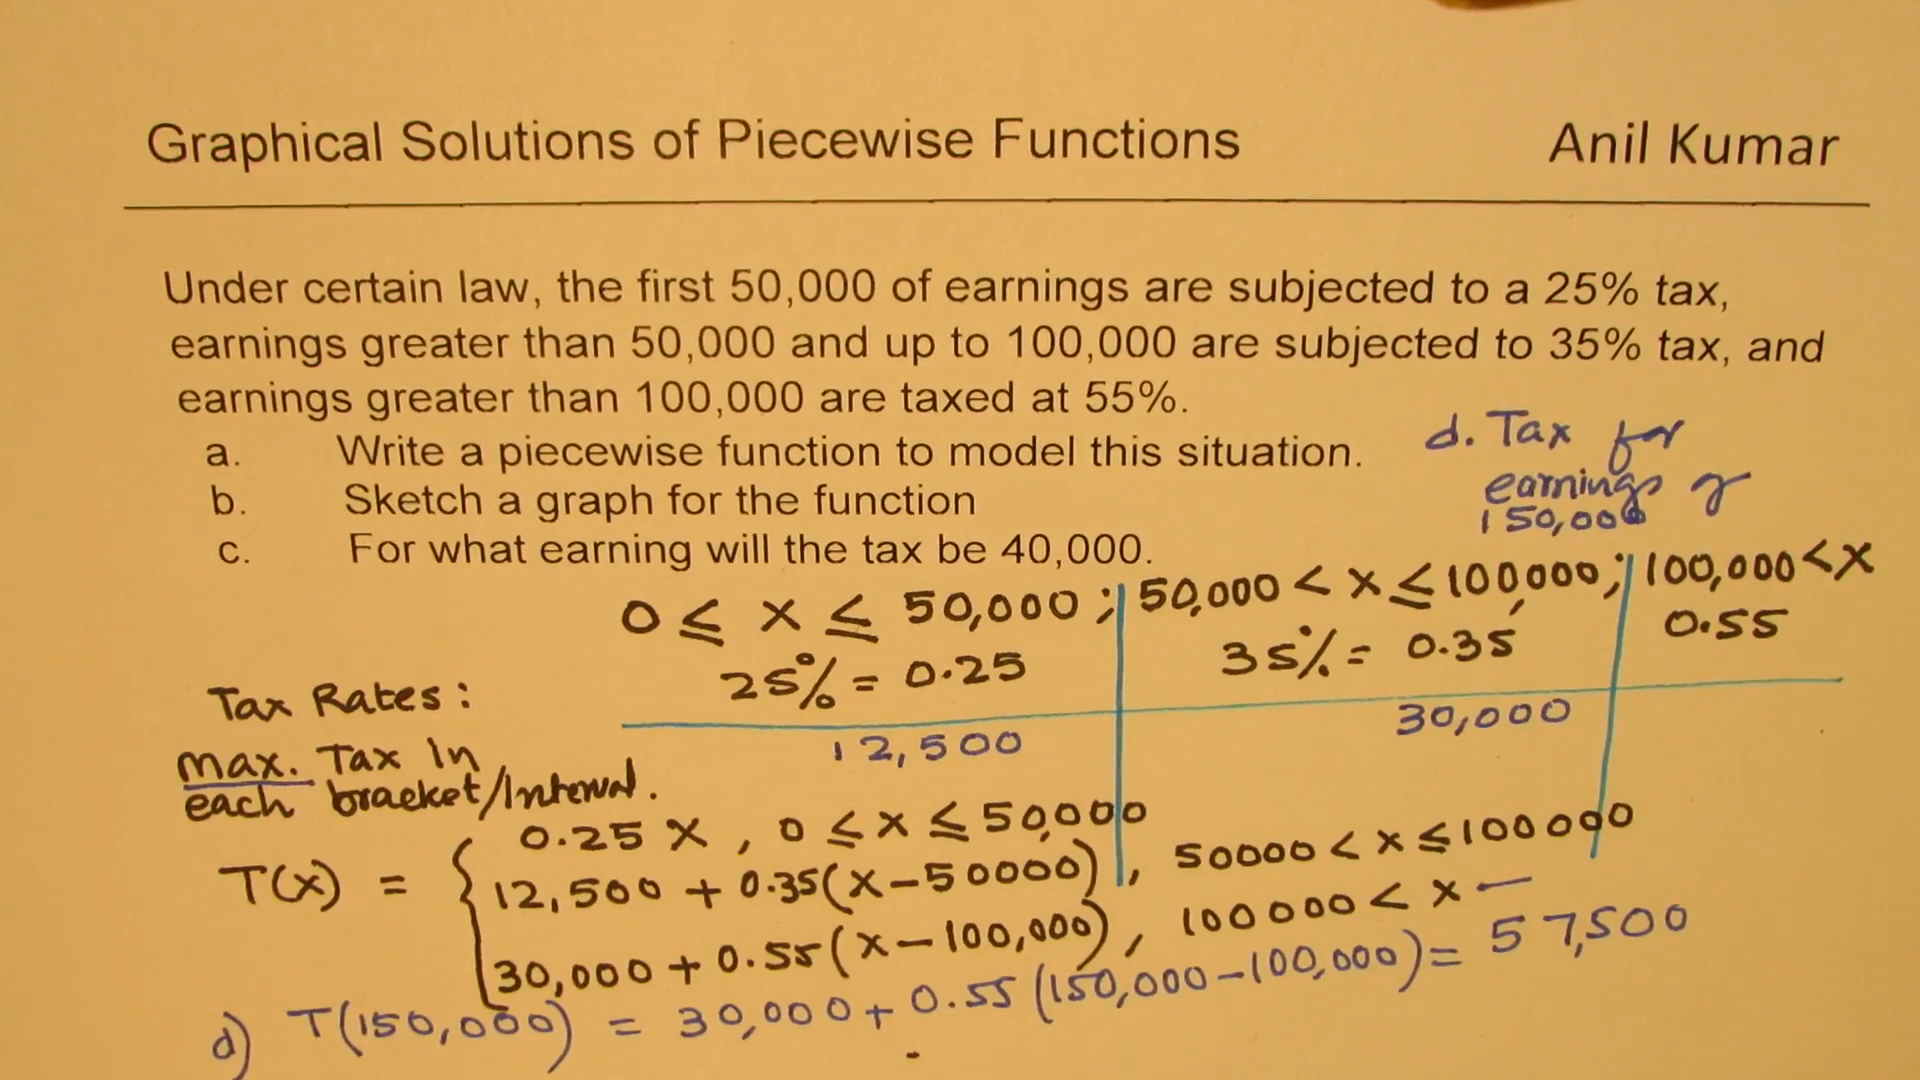 Graphical Solutions of Piecewise Functions Anil Kumar
Under certain law, the first 50,000 of earnings are subjected to a 25% tax,
earnings greater than 50,000 and up to 100,000 are subjected to 35% tax, and
earnings greater than 100,000 are taxed at 55%.
a. Write a piecewise function to model this situation.
b. Sketch a graph for the function
c. For what earning will the tax be 40,000.
d. Tax for
earnings of
150,000
0 ≤ x ≤ 50,000 ; 50,000 < x ≤ 100,000 ; 100,000 < x
25% = 0.25 35% = 0.35 0.55
Tax Rates :
12,500 30,000
max. Tax In
each bracket/Interval.
0.25 x , 0 ≤ x ≤ 50,000
T(x) = { 12,500 + 0.35(x-50000) , 50000 < x ≤ 100000
30,000 + 0.55(x-100,000) , 100000 < x
d) T(150,000) = 30,000 + 0.55 (150,000-100,000) = 57,500